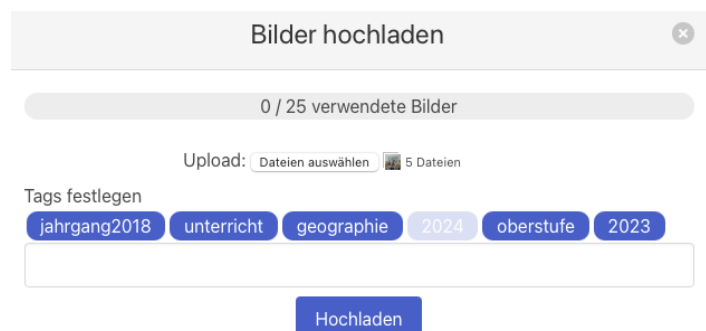 Bilder hochladen
0 / 25 verwendete Bilder
Upload: Dateien auswählen 5 Dateien
Tags festlegen
jahrgang2018 unterricht geographie 2024 oberstufe 2023
Hochladen